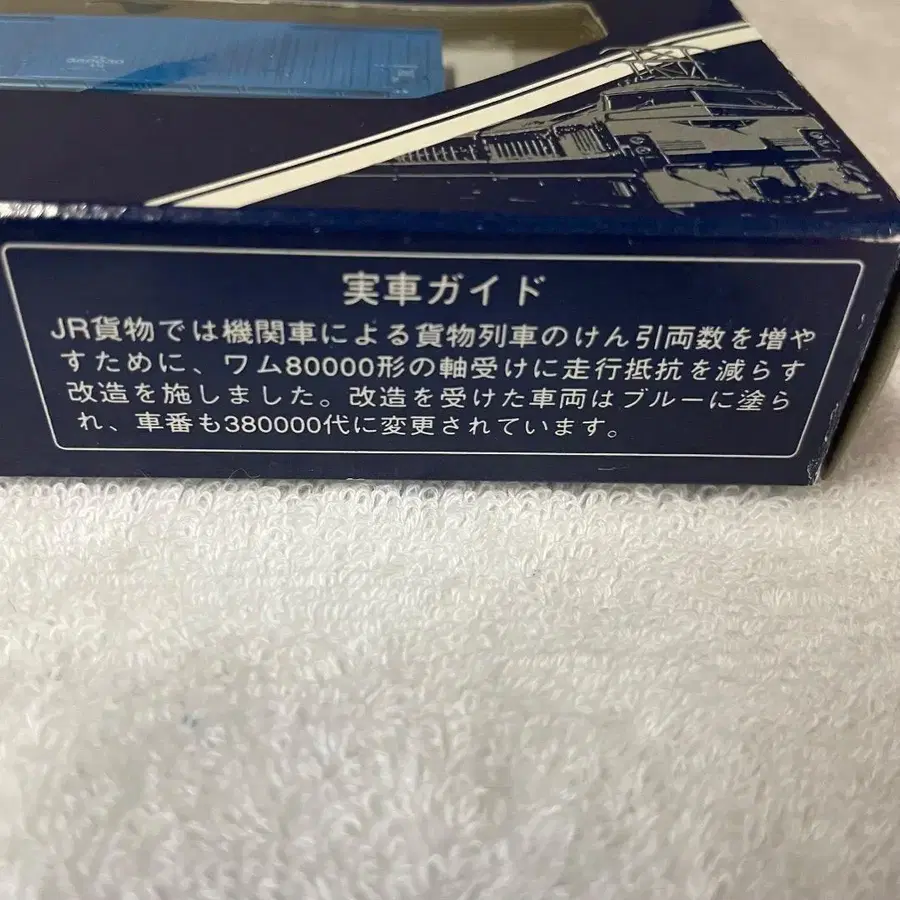 実車ガイド
JR貨物では機関車による貨物列車のけん引両数を増や
すために、ワム80000形の軸受けに走行抵抗を減らす
改造を施しました。改造を受けた車両はブルーに塗ら
れ、車番も380000代に変更されています。